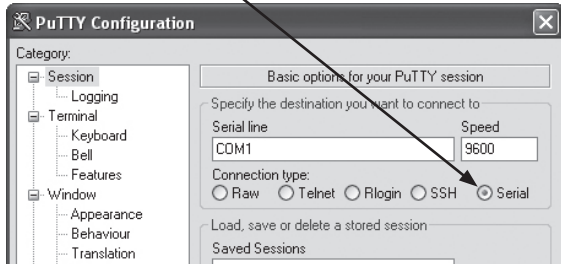 PuTTY Configuration
Category:
Session
Logging
Terminal
Keyboard
Bell
Features
Window
Appearance
Behaviour
Translation
Basic options for your PuTTY session
Specify the destination you want to connect to
Serial line Speed
COM1 9600
Connection type:
Raw Telnet Rlogin SSH Serial
Load, save or delete a stored session
Saved Sessions